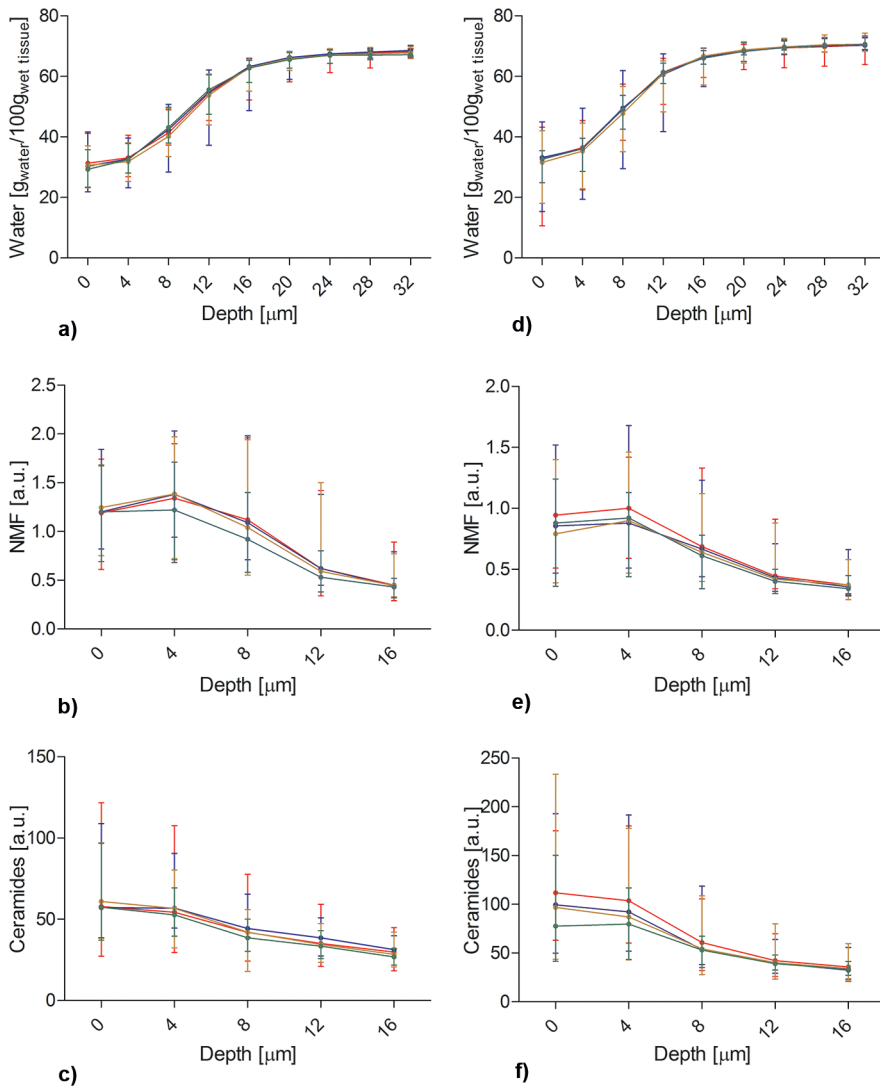 Water [g_water/100g_wet tissue]
80
60
40
20
0
0 4 8 12 16 20 24 28 32
Depth [μm]
a)
Water [g_water/100g_wet tissue]
80
60
40
20
0
0 4 8 12 16 20 24 28 32
Depth [μm]
d)
NMF [a.u.]
2.5
2.0
1.5
1.0
0.5
0.0
0 4 8 12 16
Depth [μm]
b)
NMF [a.u.]
2.0
1.5
1.0
0.5
0.0
0 4 8 12 16
Depth [μm]
e)
Ceramides [a.u.]
150
100
50
0
0 4 8 12 16
Depth [μm]
c)
Ceramides [a.u.]
250
200
150
100
50
0
0 4 8 12 16
Depth [μm]
f)